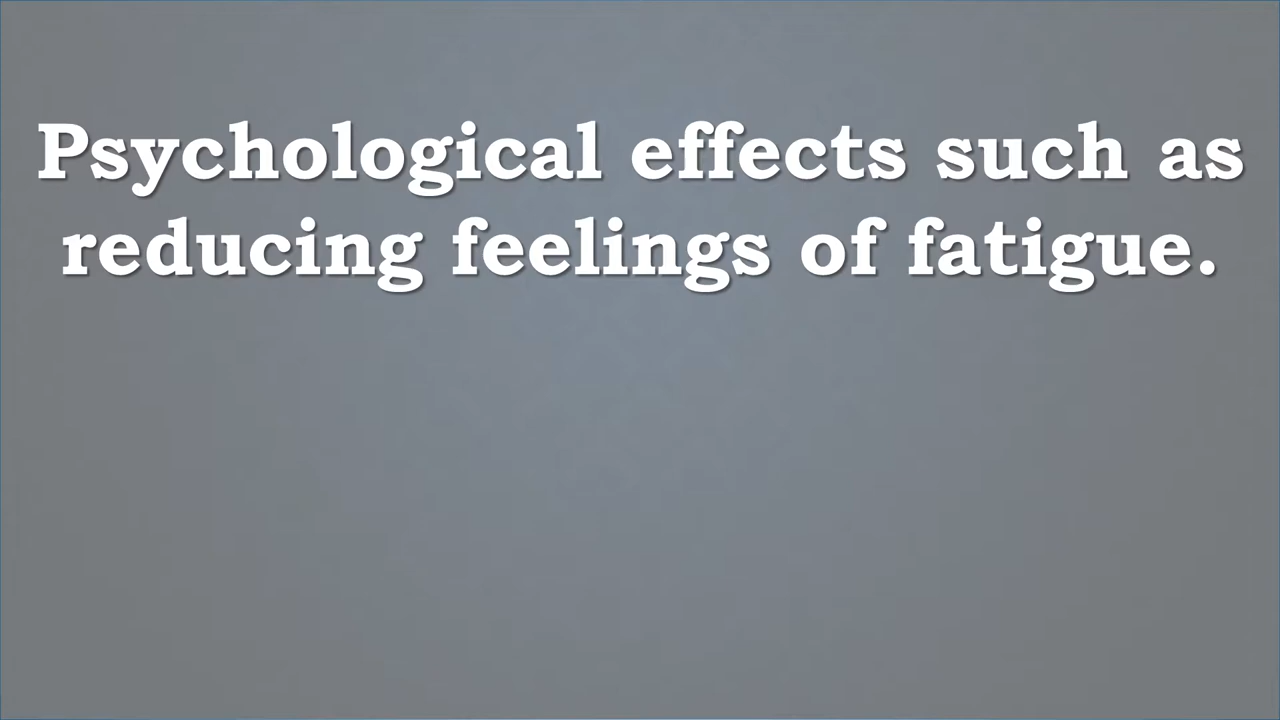 Psychological effects such as
reducing feelings of fatigue.